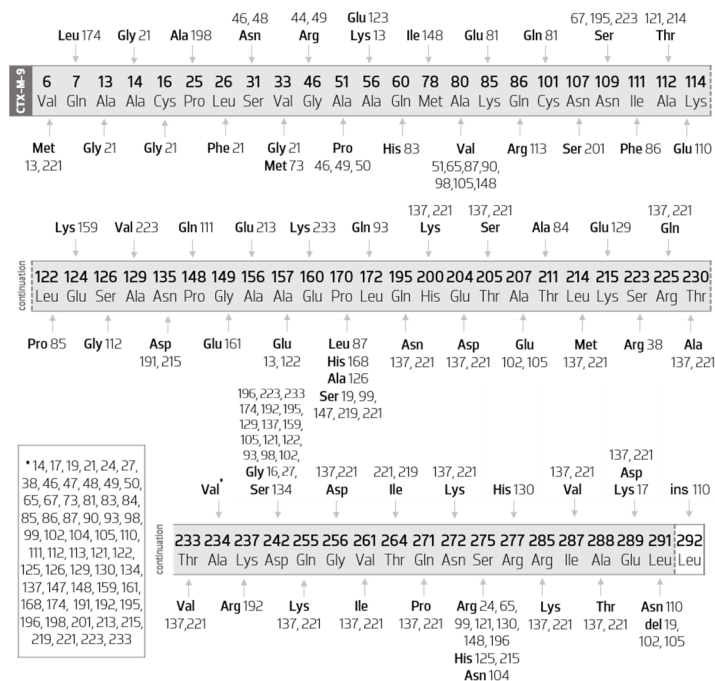 46, 48 44, 49 Glu 123 67, 195, 223 121, 214
Leu 174 Gly 21 Ala 198 Asn Arg Lys 13 Ile 148 Glu 81 Gln 81 Ser Thr
CTX-M-9
6 7 13 14 16 25 26 31 33 46 51 56 60 78 80 85 86 101 107 109 111 112 114
Val Gln Ala Ala Cys Pro Leu Ser Val Gly Ala Ala Gln Met Ala Lys Gln Cys Asn Asn Ile Ala Lys
Met Gly 21 Gly 21 Phe 21 Gly 21 Pro His 83 Val Arg 113 Ser 201 Phe 86 Glu 110
13, 221 Met 73 46, 49, 50 51,65,87,90,
98,105,148
137, 221 137, 221 137, 221
Lys 159 Val 223 Gln 111 Glu 213 Lys 233 Gln 93 Lys Ser Ala 84 Glu 129 Gln
continuation
122 124 126 129 135 148 149 156 157 160 170 172 195 200 204 205 207 211 214 215 223 225 230
Leu Glu Ser Ala Asn Pro Gly Ala Ala Glu Pro Leu Gln His Glu Thr Ala Thr Leu Lys Ser Arg Thr
Pro 85 Gly 112 Asp Glu 161 Glu Leu 87 Asn Asp Glu Met Arg 38 Ala
191, 215 13, 122 His 168 137, 221 137, 221 102, 105 137, 221 137, 221
Ala 126
Ser 19, 99,
147, 219, 221
196, 223, 233
174, 192, 195,
129, 137, 159,
105, 121, 122,
93, 98, 102,
Gly 16, 27,
Ser 134
137,221 221, 219 137, 221 137, 221 137, 221
Val* Asp Ile Lys His 130 Val Asp
Lys 17 ins 110
continuation
233 234 237 242 255 256 261 264 271 272 275 277 285 287 288 289 291 292
Thr Ala Lys Asp Gln Gly Val Thr Gln Asn Ser Arg Arg Ile Ala Glu Leu Leu
Val Arg 192 Lys Ile Pro Arg 24, 65, Lys Thr Asn 110
137,221 137, 221 137, 221 137, 221 99, 121, 130, 137, 221 137, 221 del 19,
148, 196 102, 105
His 125, 215
Asn 104
* 14, 17, 19, 21, 24, 27,
38, 46, 47, 48, 49, 50,
65, 67, 73, 81, 83, 84,
85, 86, 87, 90, 93, 98,
99, 102, 104, 105, 110,
111, 112, 113, 121, 122,
125, 126, 129, 130, 134,
137, 147, 148, 159, 161,
168, 174, 191, 192, 195,
196, 198, 201, 213, 215,
219, 221, 223, 233